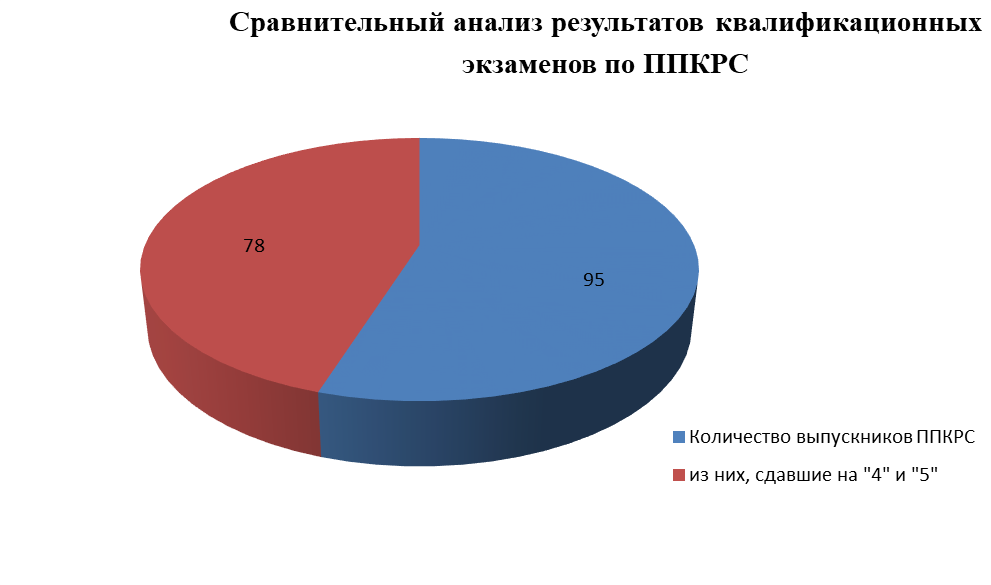 Сравнительный анализ результатов квалификационных
экзаменов по ППКРС
78
95
Количество выпускников ППКРС
из них, сдавшие на "4" и "5"